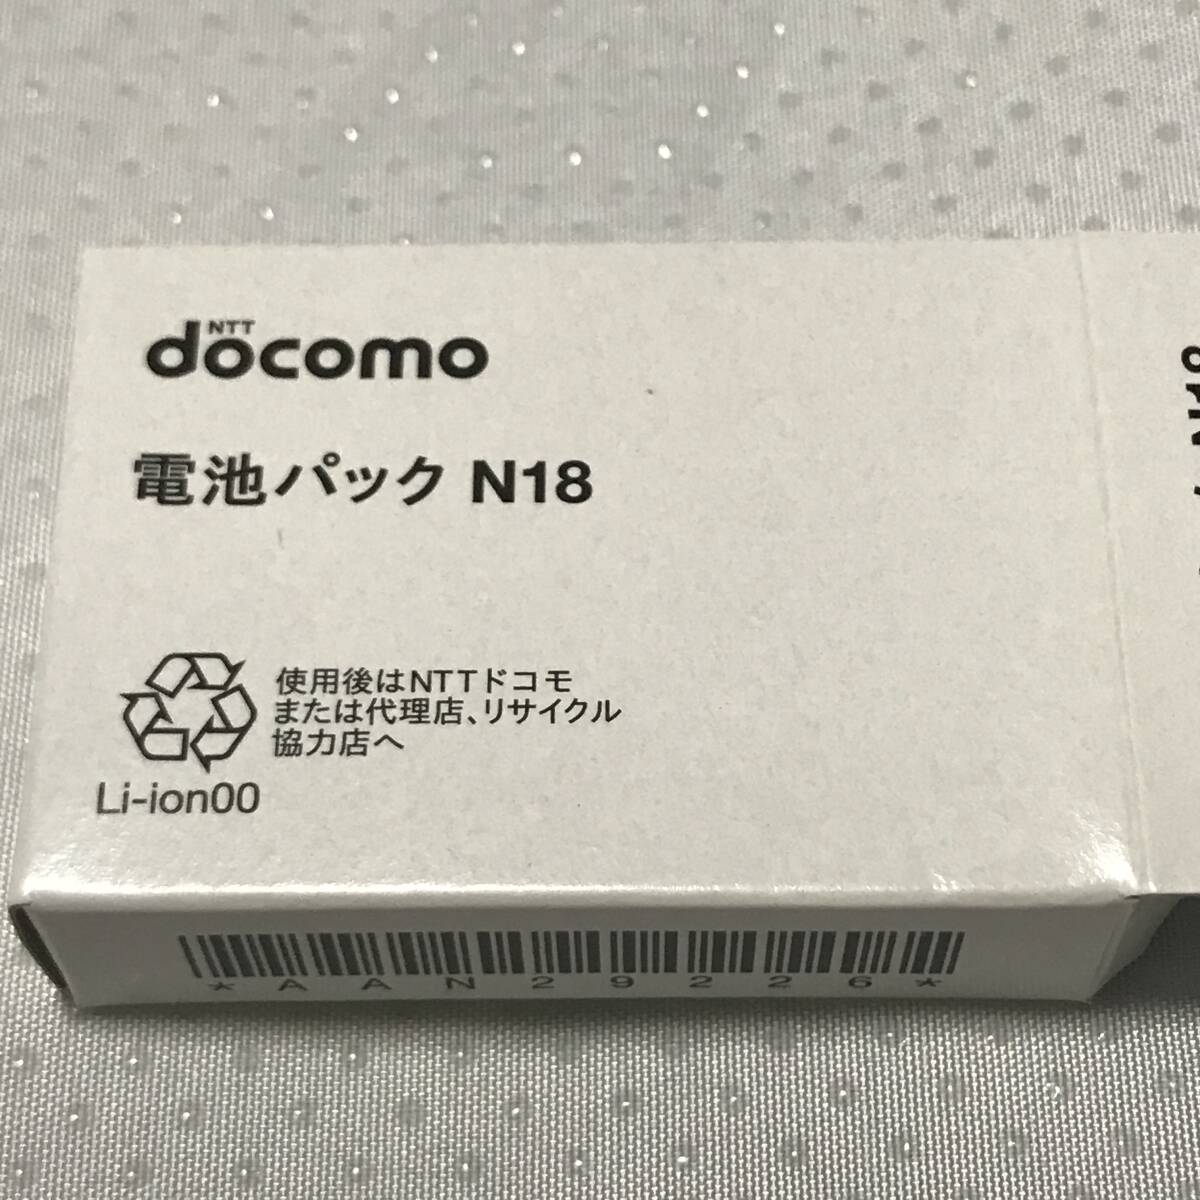 NTT
docomo
電池パック N18
使用後はNTTドコモ
または代理店、リサイクル
協力店へ
Li-ion00
*AAN29226*